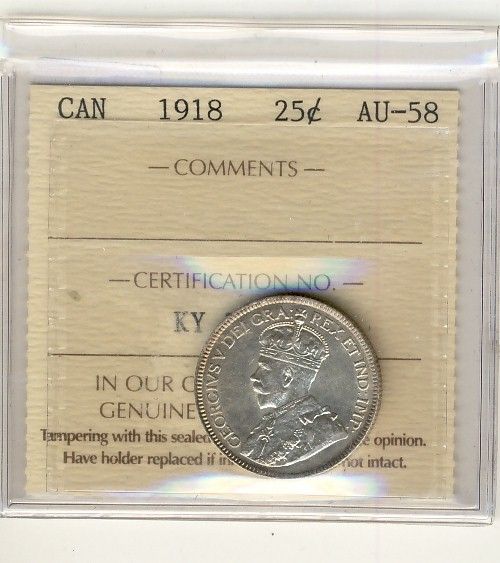 CAN 1918 25¢ AU-58
— COMMENTS —
— CERTIFICATION NO. —
KY
IN OUR
GENUINE
Tampering with this sealed opinion.
Have holder replaced if not intact.
GEORGIVS V DEI GRA: REX ET IND:IMP: